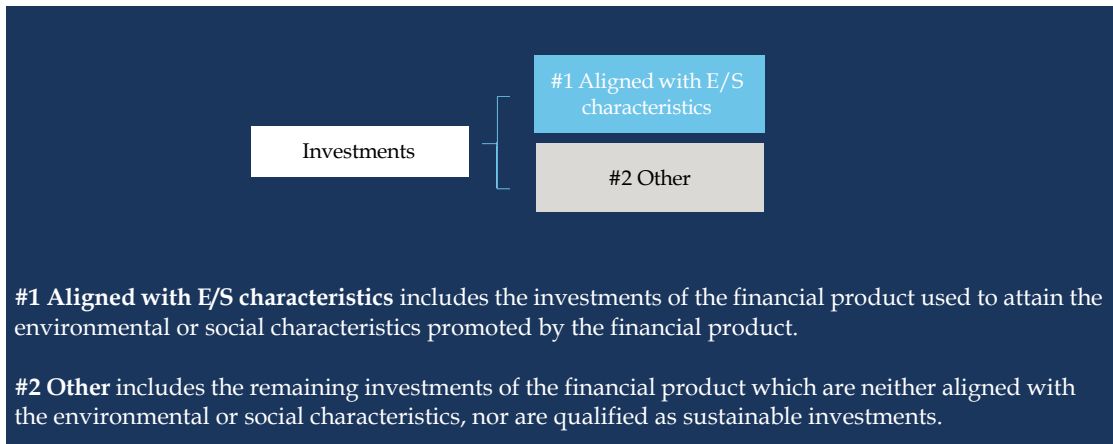 #1 Aligned with E/S
characteristics
Investments
#2 Other
#1 Aligned with E/S characteristics includes the investments of the financial product used to attain the
environmental or social characteristics promoted by the financial product.
#2 Other includes the remaining investments of the financial product which are neither aligned with
the environmental or social characteristics, nor are qualified as sustainable investments.